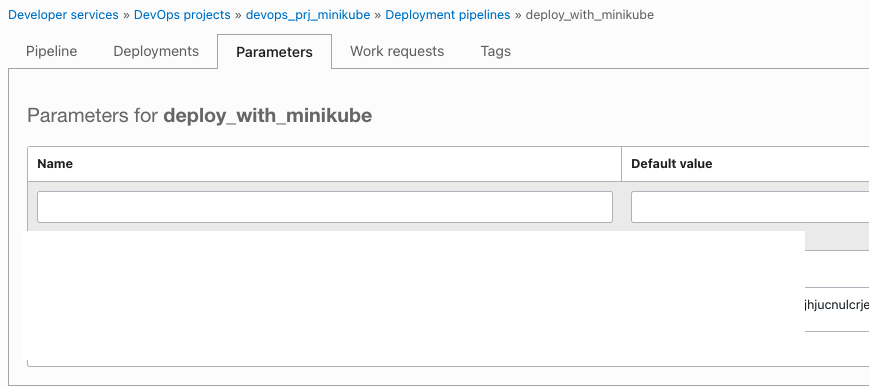 Developer services » DevOps projects » devops_prj_minikube » Deployment pipelines » deploy_with_minikube
Pipeline Deployments Parameters Work requests Tags
Parameters for deploy_with_minikube
Name Default value
jhjucnulcrje